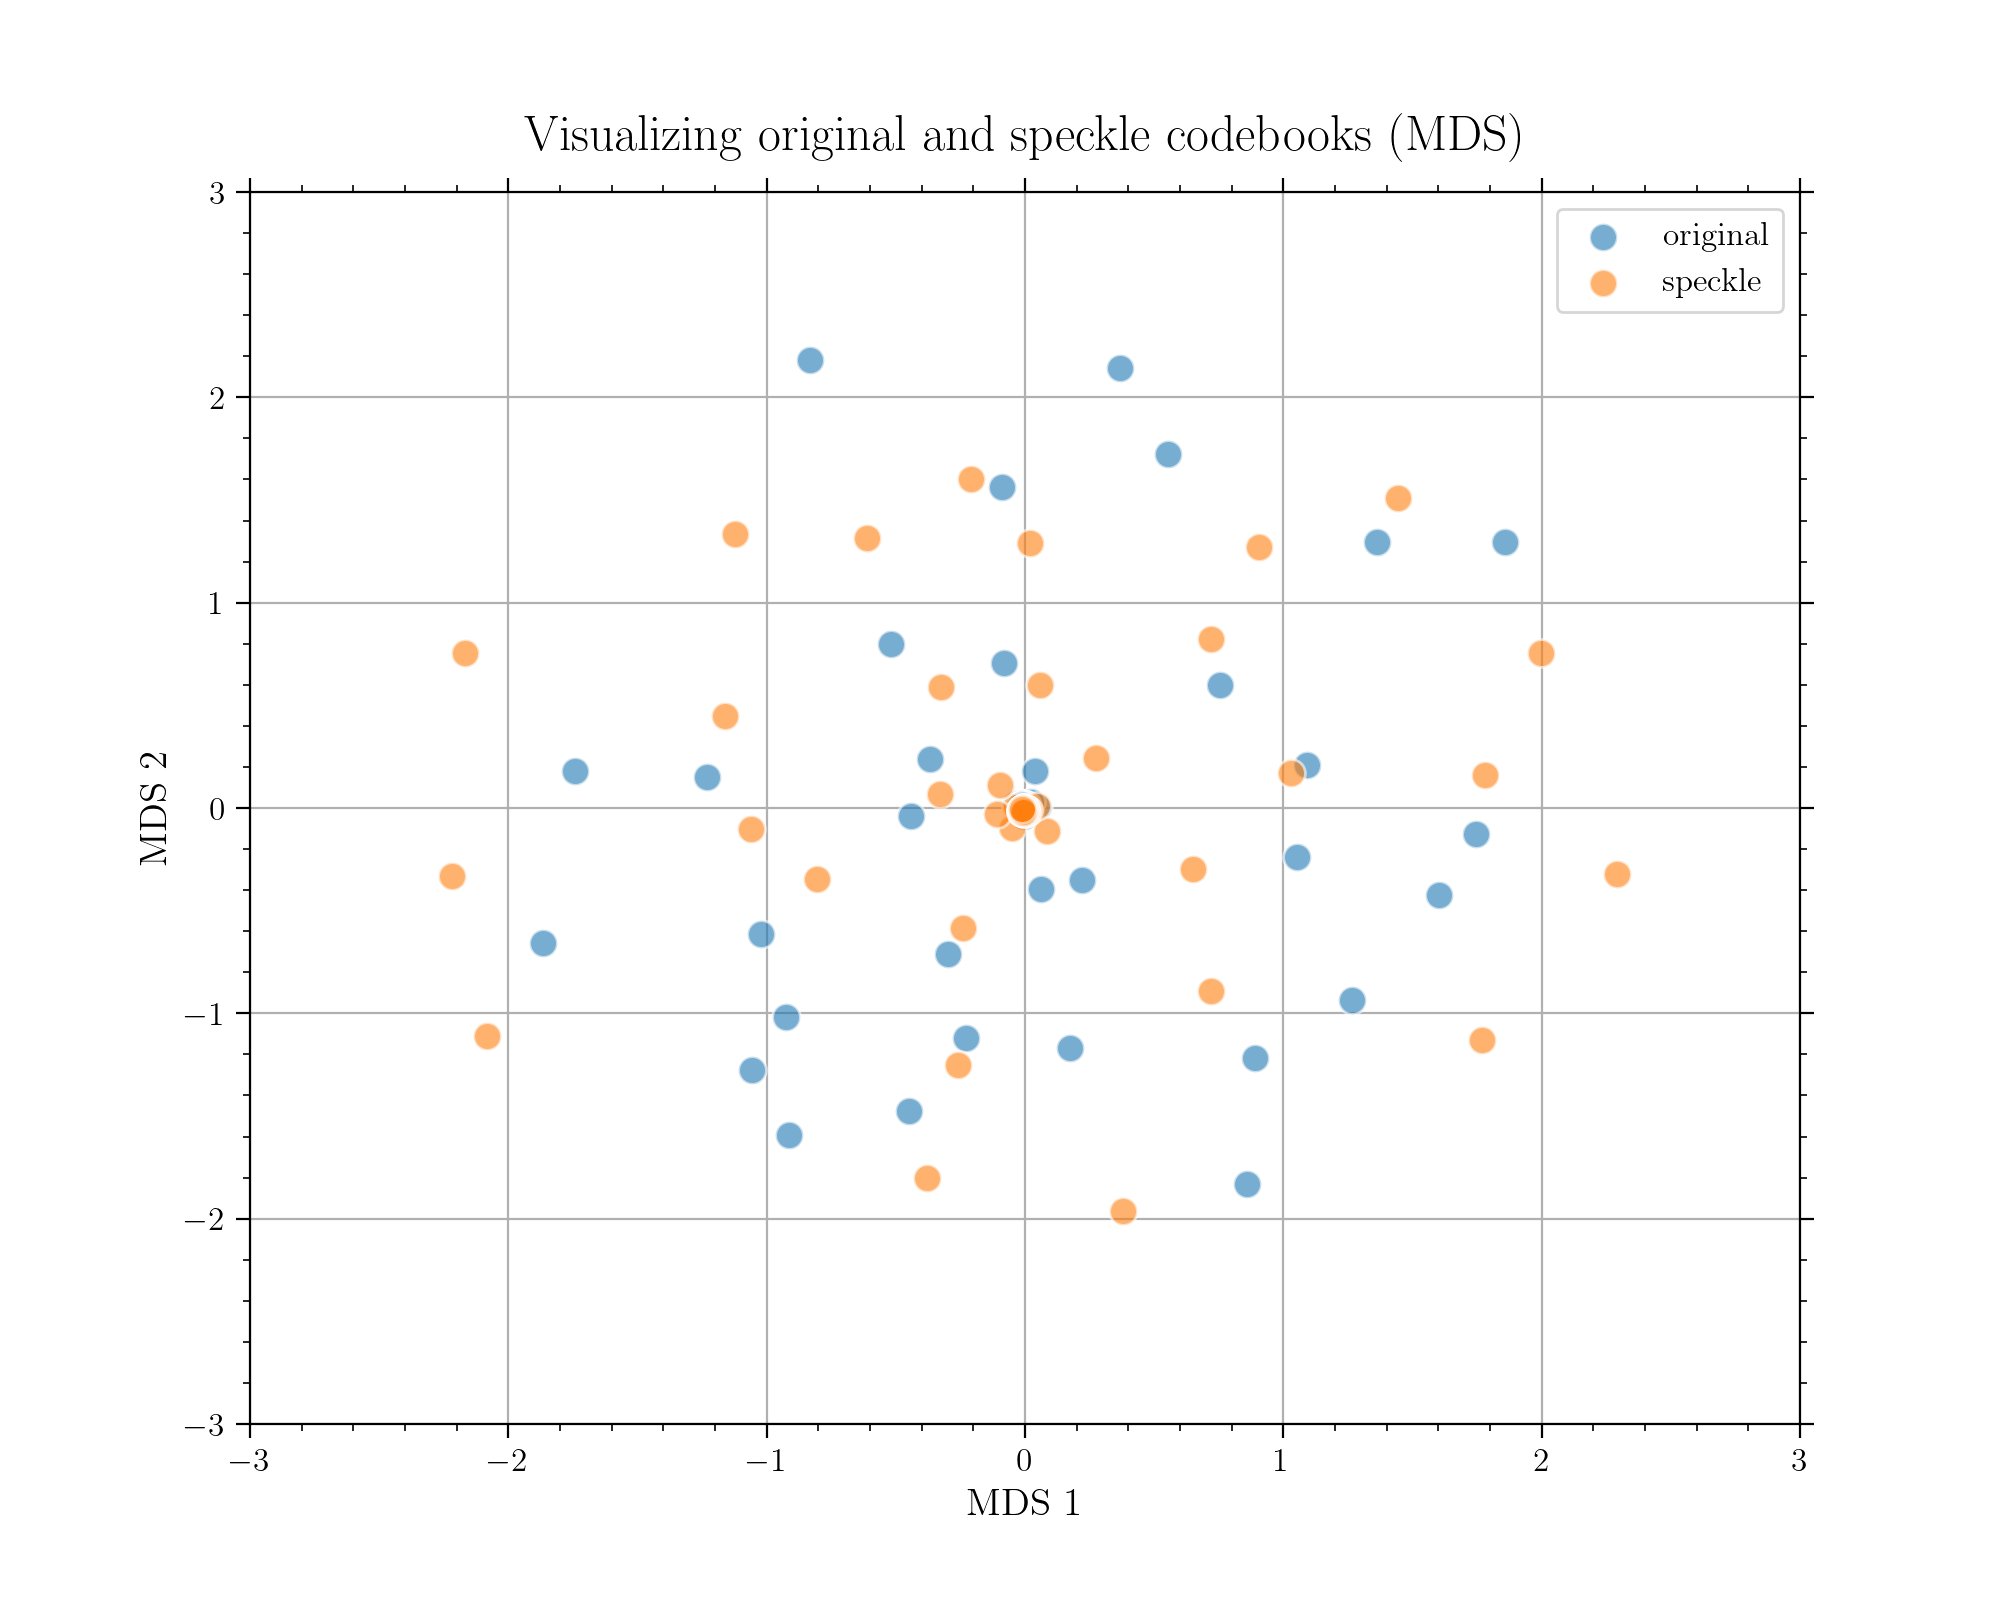 Visualizing original and speckle codebooks (MDS)
original
speckle
3
2
1
0
−1
−2
−3
MDS 2
−3
−2
−1
0
1
2
3
MDS 1